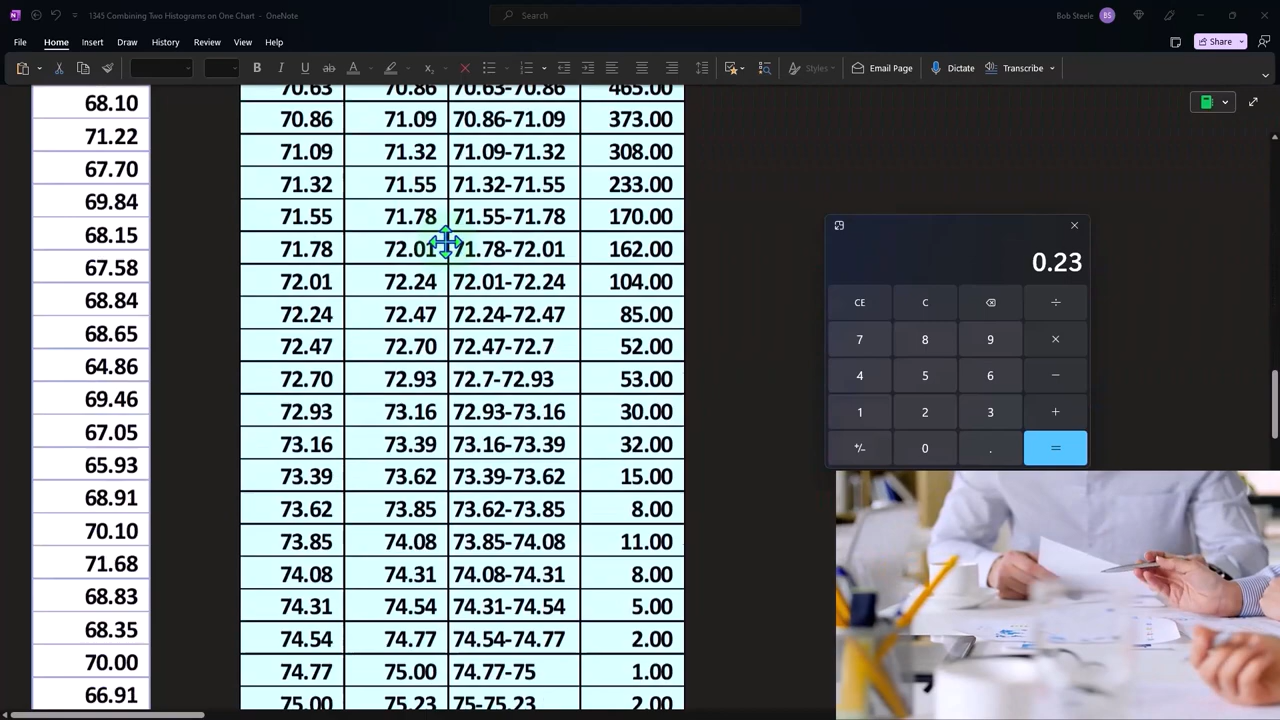 1345 Combining Two Histograms on One Chart - OneNote
Search
Bob Steele
BS
File Home Insert Draw History Review View Help
Share
B I U ab A x
Styles
Email Page
Dictate
Transcribe
68.10
71.22
67.70
69.84
68.15
67.58
68.84
68.65
64.86
69.46
67.05
65.93
68.91
70.10
71.68
68.83
68.35
70.00
66.91
70.63 70.86 70.63-70.86 465.00
70.86 71.09 70.86-71.09 373.00
71.09 71.32 71.09-71.32 308.00
71.32 71.55 71.32-71.55 233.00
71.55 71.78 71.55-71.78 170.00
71.78 72.01 71.78-72.01 162.00
72.01 72.24 72.01-72.24 104.00
72.24 72.47 72.24-72.47 85.00
72.47 72.70 72.47-72.7 52.00
72.70 72.93 72.7-72.93 53.00
72.93 73.16 72.93-73.16 30.00
73.16 73.39 73.16-73.39 32.00
73.39 73.62 73.39-73.62 15.00
73.62 73.85 73.62-73.85 8.00
73.85 74.08 73.85-74.08 11.00
74.08 74.31 74.08-74.31 8.00
74.31 74.54 74.31-74.54 5.00
74.54 74.77 74.54-74.77 2.00
74.77 75.00 74.77-75 1.00
75.00 75.23 75-75.23 2.00
0.23
CE C ÷
7 8 9 ×
4 5 6 −
1 2 3 +
+/- 0 . =